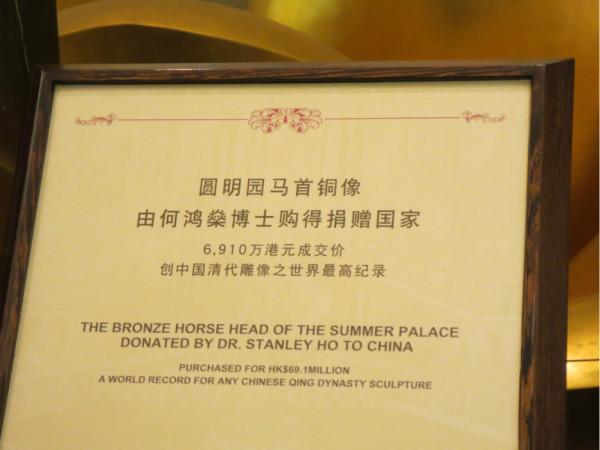 圆明园马首铜像
由何鸿燊博士购得捐赠国家
6,910万港元成交价
创中国清代雕像之世界最高纪录
THE BRONZE HORSE HEAD OF THE SUMMER PALACE
DONATED BY DR. STANLEY HO TO CHINA
PURCHASED FOR HK$69.1MILLION
A WORLD RECORD FOR ANY CHINESE QING DYNASTY SCULPTURE